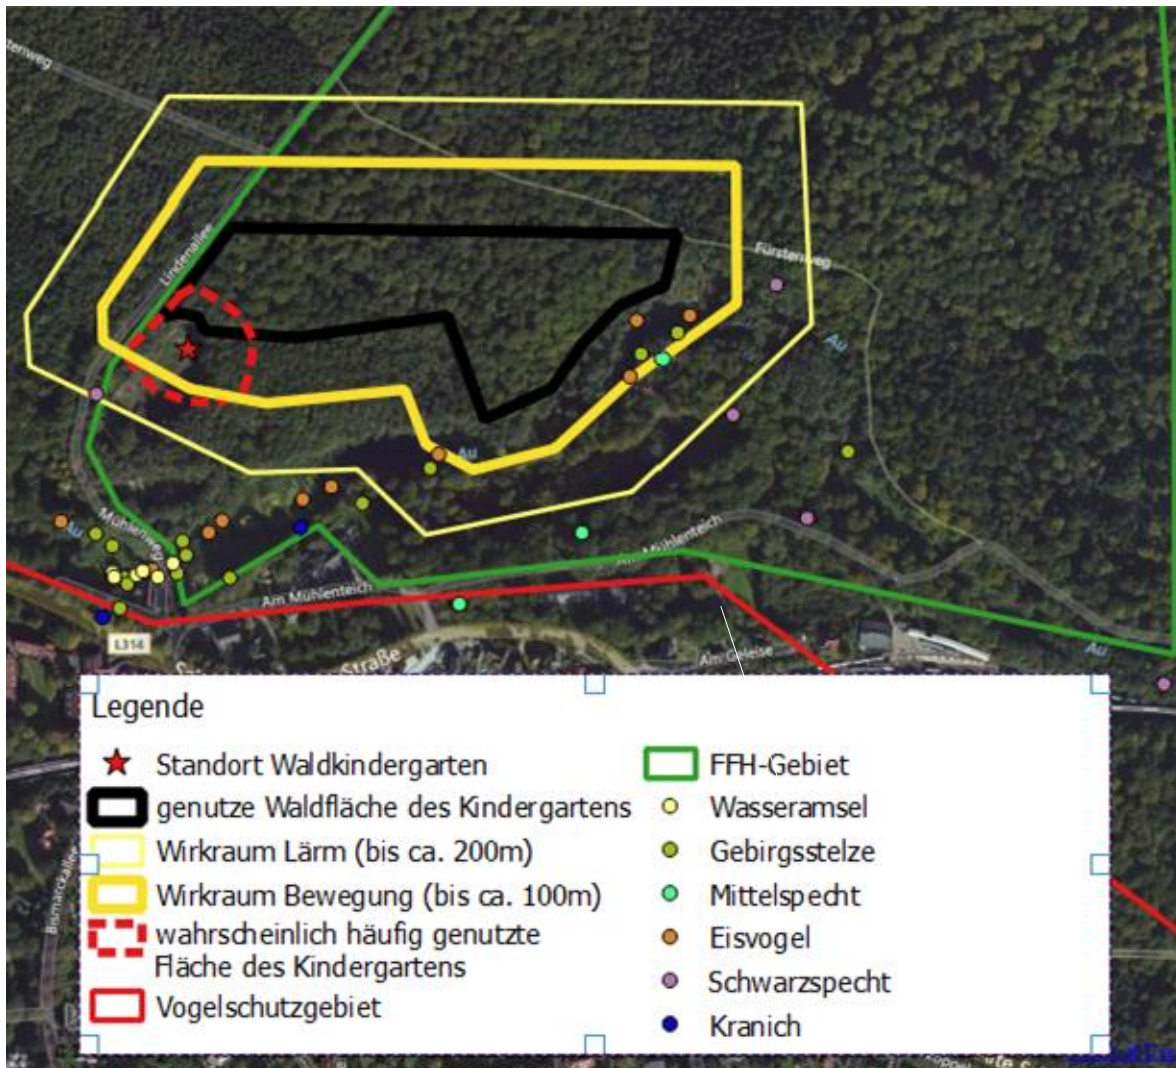 tenweg
Lindenallee
Fürstenweg
Au
Au
Au
Mühlenweg
Am Mühlenteich
Am Mühlenteich
L314
Straße
Am Geleise
Au
Legende
Standort Waldkindergarten
genutze Waldfläche des Kindergartens
Wirkraum Lärm (bis ca. 200m)
Wirkraum Bewegung (bis ca. 100m)
wahrscheinlich häufig genutzte
Fläche des Kindergartens
Vogelschutzgebiet
FFH-Gebiet
Wasseramsel
Gebirgsstelze
Mittelspecht
Eisvogel
Schwarzspecht
Kranich
Bismarckallee